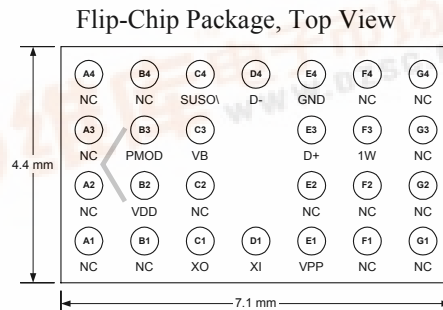 Flip-Chip Package, Top View
A4 B4 C4 D4 E4 F4 G4
NC NC SUSO\ D- GND NC NC
A3 B3 C3 E3 F3 G3
NC PMOD VB D+ 1W NC
4.4 mm
A2 B2 C2 E2 F2 G2
NC VDD NC NC NC NC
A1 B1 C1 D1 E1 F1 G1
NC NC XO XI VPP NC NC
7.1 mm